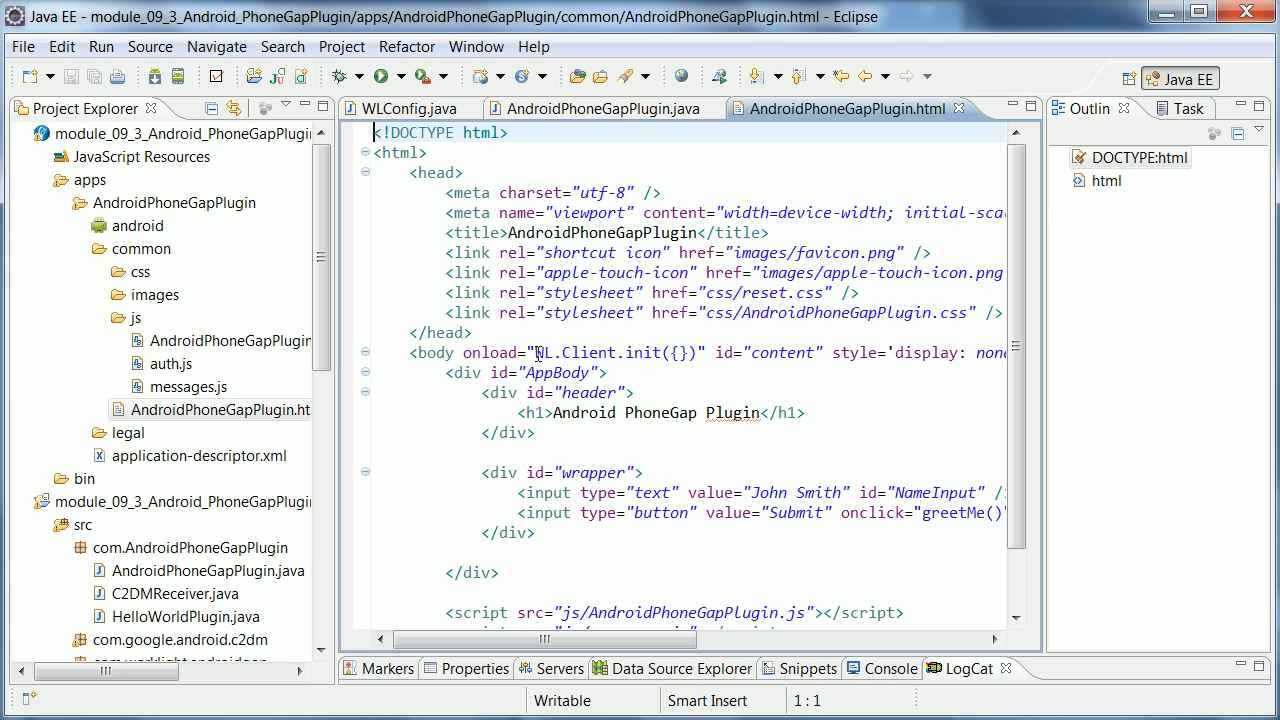 Java EE - module_09_3_Android_PhoneGapPlugin/apps/AndroidPhoneGapPlugin/common/AndroidPhoneGapPlugin.html - Eclipse
File Edit Run Source Navigate Search Project Refactor Window Help
Java EE
Project Explorer
module_09_3_Android_PhoneGapPlugin
JavaScript Resources
apps
AndroidPhoneGapPlugin
android
common
css
images
js
AndroidPhoneGapPlugin
auth.js
messages.js
AndroidPhoneGapPlugin.ht
legal
application-descriptor.xml
bin
module_09_3_Android_PhoneGapPlugin
src
com.AndroidPhoneGapPlugin
AndroidPhoneGapPlugin.java
C2DMReceiver.java
HelloWorldPlugin.java
com.google.android.c2dm
WLConfig.java
AndroidPhoneGapPlugin.java
AndroidPhoneGapPlugin.html
<!DOCTYPE html>
<html>
<head>
<meta charset="utf-8" />
<meta name="viewport" content="width=device-width; initial-sca
<title>AndroidPhoneGapPlugin</title>
<link rel="shortcut icon" href="images/favicon.png" />
<link rel="apple-touch-icon" href="images/apple-touch-icon.png
<link rel="stylesheet" href="css/reset.css" />
<link rel="stylesheet" href="css/AndroidPhoneGapPlugin.css" />
</head>
<body onload="WL.Client.init({})" id="content" style='display: none
<div id="AppBody">
<div id="header">
<h1>Android PhoneGap Plugin</h1>
</div>
<div id="wrapper">
<input type="text" value="John Smith" id="NameInput" /
<input type="button" value="Submit" onclick="greetMe()"
</div>
</div>
<script src="js/AndroidPhoneGapPlugin.js"></script>
Outlin
Task
DOCTYPE:html
html
Markers Properties Servers Data Source Explorer Snippets Console LogCat
Writable Smart Insert 1 : 1